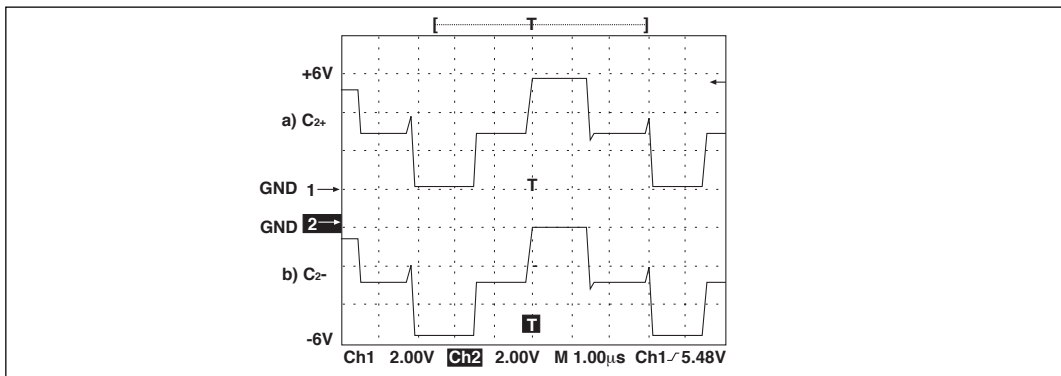 [ T ]
+6V
a) C2+
GND 1
T
GND 2
b) C2-
T
-6V
Ch1 2.00V Ch2 2.00V M 1.00μs Ch1 5.48V